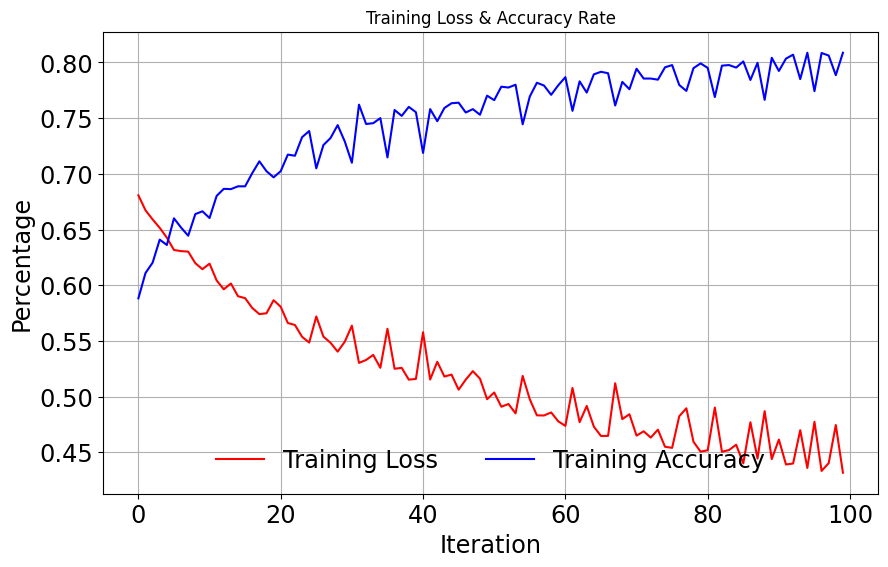 Training Loss & Accuracy Rate
Percentage
0.80
0.75
0.70
0.65
0.60
0.55
0.50
0.45
Training Loss Training Accuracy
0 20 40 60 80 100
Iteration